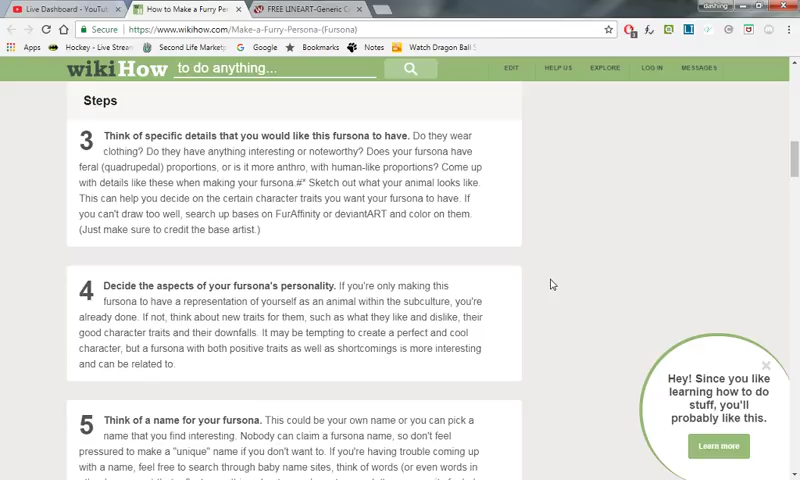 dashing
Live Dashboard - YouTu
How to Make a Furry Perso
FREE LINEART-Generic C
Secure
https://www.wikihow.com/Make-a-Furry-Persona-(Fursona)
Apps
Hockey - Live Stream
Second Life Marketp
Google
Bookmarks
Notes
Watch Dragon Ball S
wikiHow to do anything...
EDIT
HELP US
EXPLORE
LOG IN
MESSAGES
Steps
3 Think of specific details that you would like this fursona to have. Do they wear
clothing? Do they have anything interesting or noteworthy? Does your fursona have
feral (quadrupedal) proportions, or is it more anthro, with human-like proportions? Come up
with details like these when making your fursona.#* Sketch out what your animal looks like.
This can help you decide on the certain character traits you want your fursona to have. If
you can't draw too well, search up bases on FurAffinity or deviantART and color on them.
(Just make sure to credit the base artist.)
4 Decide the aspects of your fursona's personality. If you're only making this
fursona to have a representation of yourself as an animal within the subculture, you're
already done. If not, think about new traits for them, such as what they like and dislike, their
good character traits and their downfalls. It may be tempting to create a perfect and cool
character, but a fursona with both positive traits as well as shortcomings is more interesting
and can be related to.
5 Think of a name for your fursona. This could be your own name or you can pick a
name that you find interesting. Nobody can claim a fursona name, so don't feel
pressured to make a "unique" name if you don't want to. If you're having trouble coming up
with a name, feel free to search through baby name sites, think of words (or even words in
Hey! Since you like
learning how to do
stuff, you'll
probably like this.
Learn more